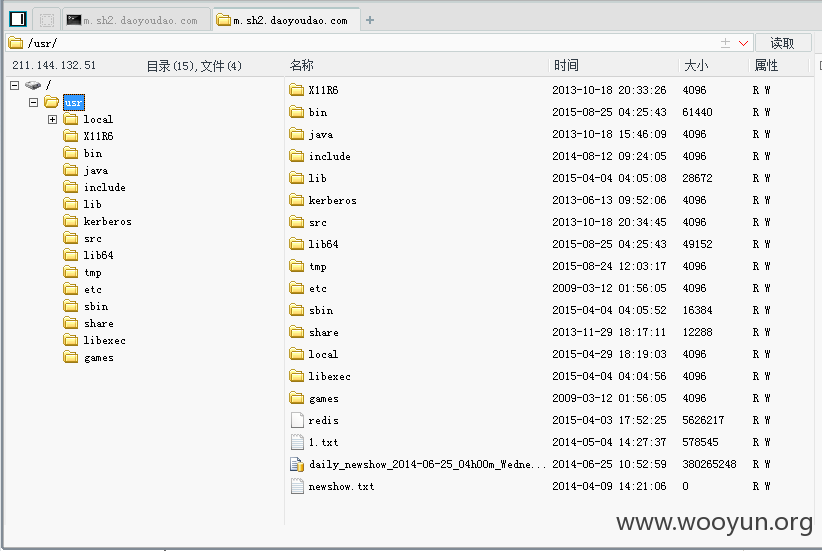 m.sh2.daoyoudao.com m.sh2.daoyoudao.com +
/usr/ 读取
211.144.132.51 目录(15),文件(4) 名称 时间 大小 属性
/
usr
local
X11R6
bin
java
include
lib
kerberos
src
lib64
tmp
etc
sbin
share
libexec
games
X11R6 2013-10-18 20:33:26 4096 R W
bin 2015-08-25 04:25:43 61440 R W
java 2013-10-18 15:46:09 4096 R W
include 2014-08-12 09:24:05 4096 R W
lib 2015-04-04 04:05:08 28672 R W
kerberos 2013-06-13 09:52:06 4096 R W
src 2013-10-18 20:34:45 4096 R W
lib64 2015-08-25 04:25:43 49152 R W
tmp 2015-08-24 12:03:17 4096 R W
etc 2009-03-12 01:56:05 4096 R W
sbin 2015-04-04 04:05:52 16384 R W
share 2013-11-29 18:17:11 12288 R W
local 2015-04-29 18:19:03 4096 R W
libexec 2015-04-04 04:04:56 4096 R W
games 2009-03-12 01:56:05 4096 R W
redis 2015-04-03 17:52:25 5626217 R W
1.txt 2014-05-04 14:27:37 578545 R W
daily_newshow_2014-06-25_04h00m_Wedne... 2014-06-25 10:52:59 380265248 R W
newshow.txt 2014-04-09 14:21:06 0 R W
www.wooyun.org